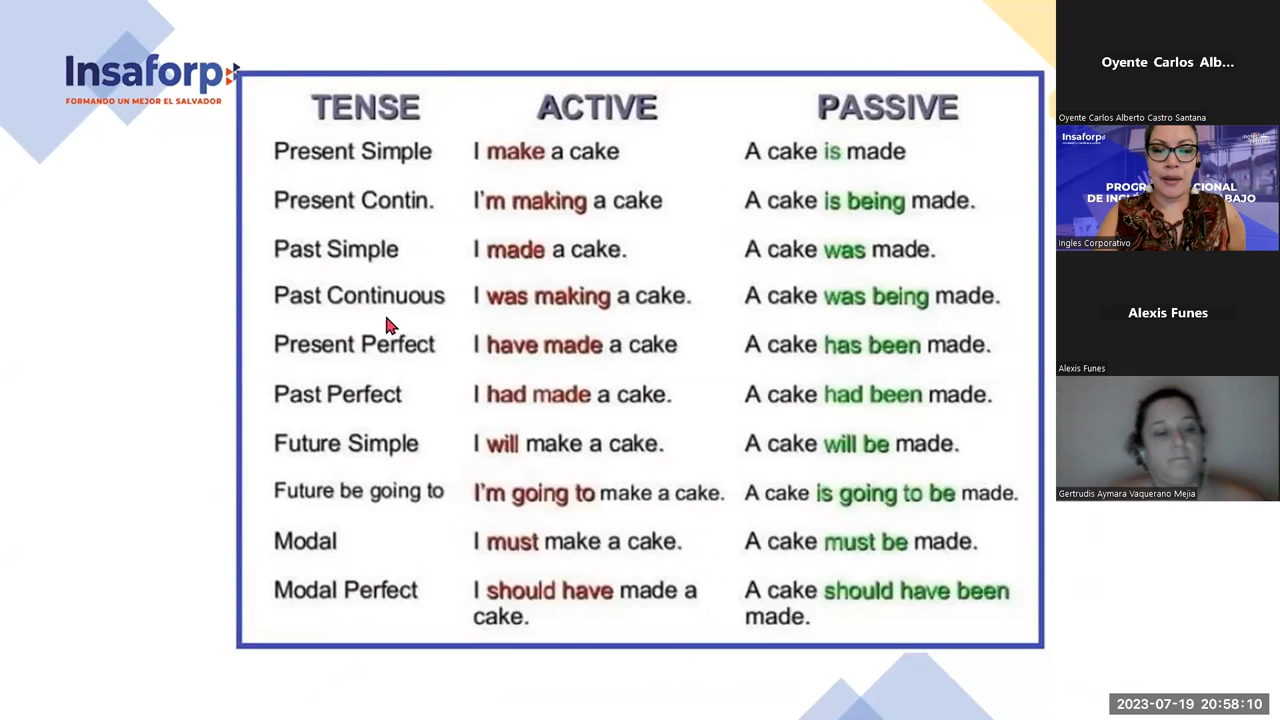 Insaforp
FORMANDO UN MEJOR EL SALVADOR
TENSE ACTIVE PASSIVE
Present Simple I make a cake A cake is made
Present Contin. I'm making a cake A cake is being made.
Past Simple I made a cake. A cake was made.
Past Continuous I was making a cake. A cake was being made.
Present Perfect I have made a cake A cake has been made.
Past Perfect I had made a cake. A cake had been made.
Future Simple I will make a cake. A cake will be made.
Future be going to I'm going to make a cake. A cake is going to be made.
Modal I must make a cake. A cake must be made.
Modal Perfect I should have made a cake. A cake should have been made.
Oyente Carlos Alb...
Oyente Carlos Alberto Castro Santana
Insaforp
PROGR CIONAL
DE INGL BAJO
Ingles Corporativo
Alexis Funes
Alexis Funes
Gertrudis Aymara Vaquerano Mejia
2023-07-19 20:58:10